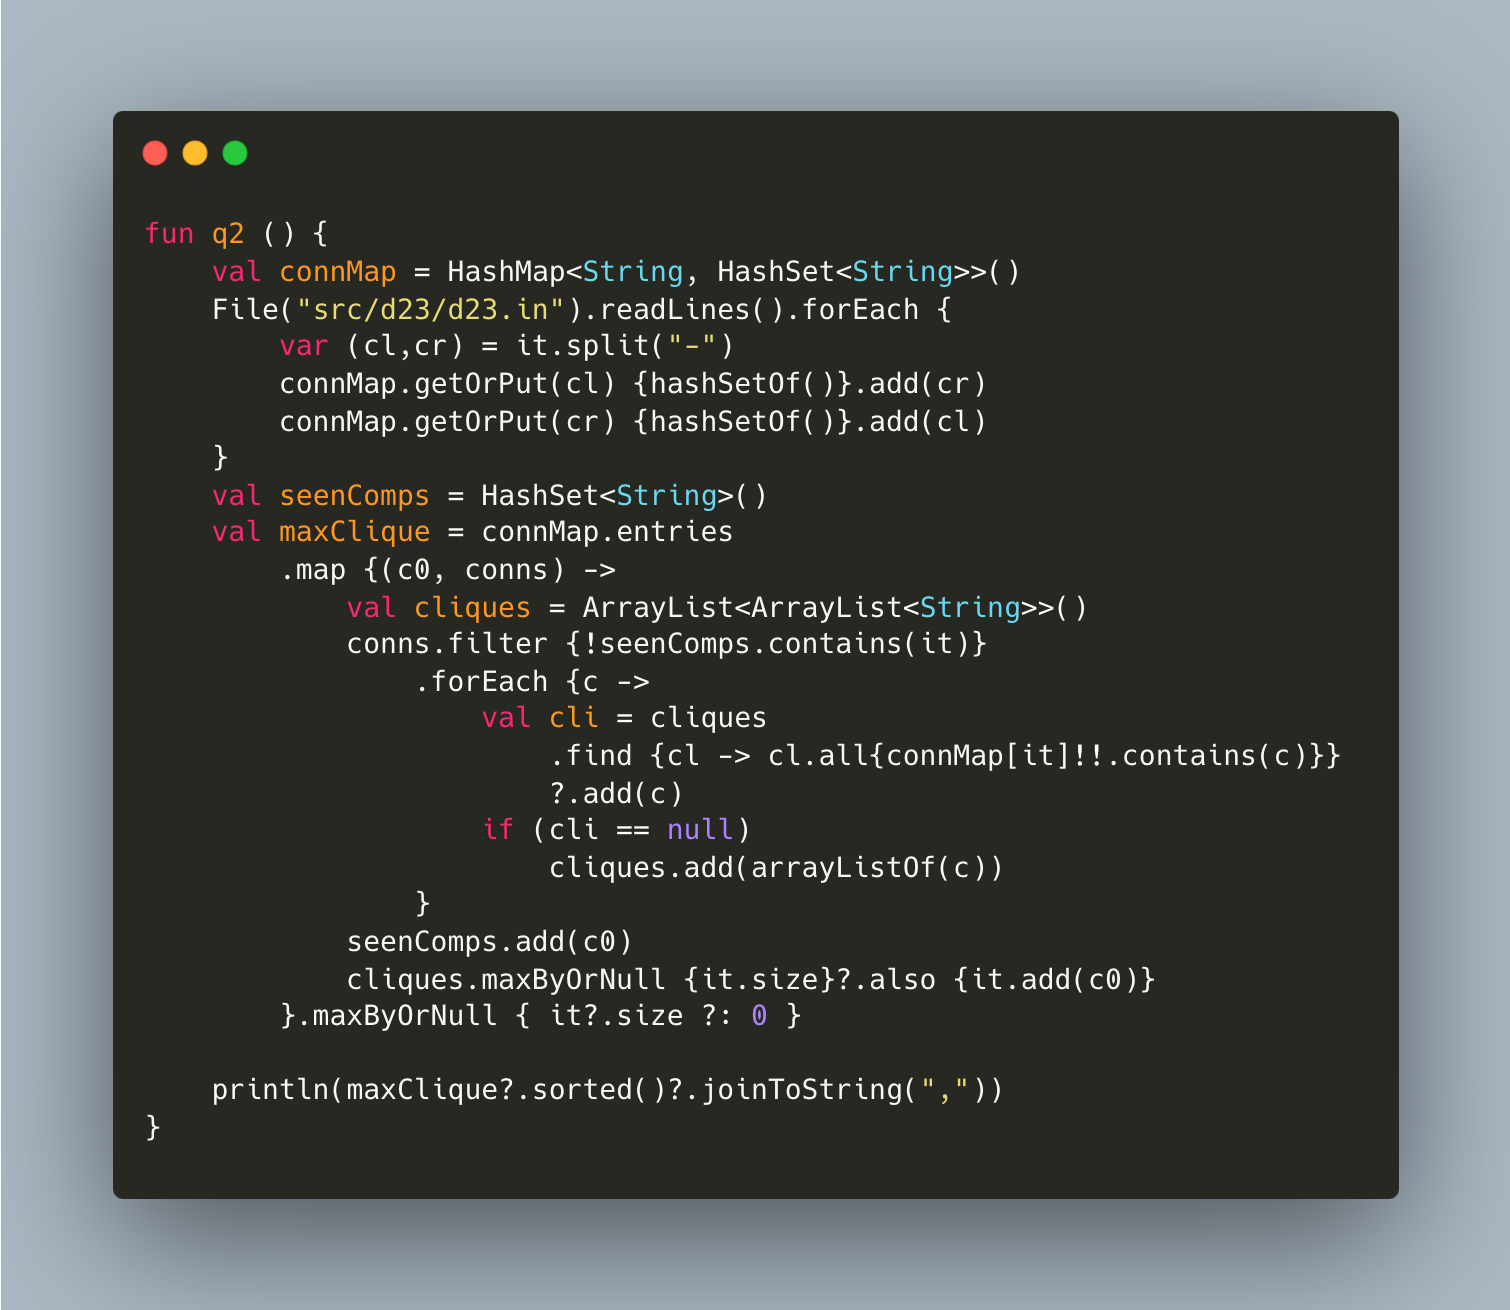 fun q2 () {
    val connMap = HashMap<String, HashSet<String>>()
    File("src/d23/d23.in").readLines().forEach {
        var (cl,cr) = it.split("-")
        connMap.getOrPut(cl) {hashSetOf()}.add(cr)
        connMap.getOrPut(cr) {hashSetOf()}.add(cl)
    }
    val seenComps = HashSet<String>()
    val maxClique = connMap.entries
        .map {(c0, conns) ->
            val cliques = ArrayList<ArrayList<String>>()
            conns.filter {!seenComps.contains(it)}
                .forEach {c ->
                    val cli = cliques
                        .find {cl -> cl.all{connMap[it]!!.contains(c)}}
                        ?.add(c)
                    if (cli == null)
                        cliques.add(arrayListOf(c))
                }
            seenComps.add(c0)
            cliques.maxByOrNull {it.size}?.also {it.add(c0)}
        }.maxByOrNull { it?.size ?: 0 }

    println(maxClique?.sorted()?.joinToString(","))
}